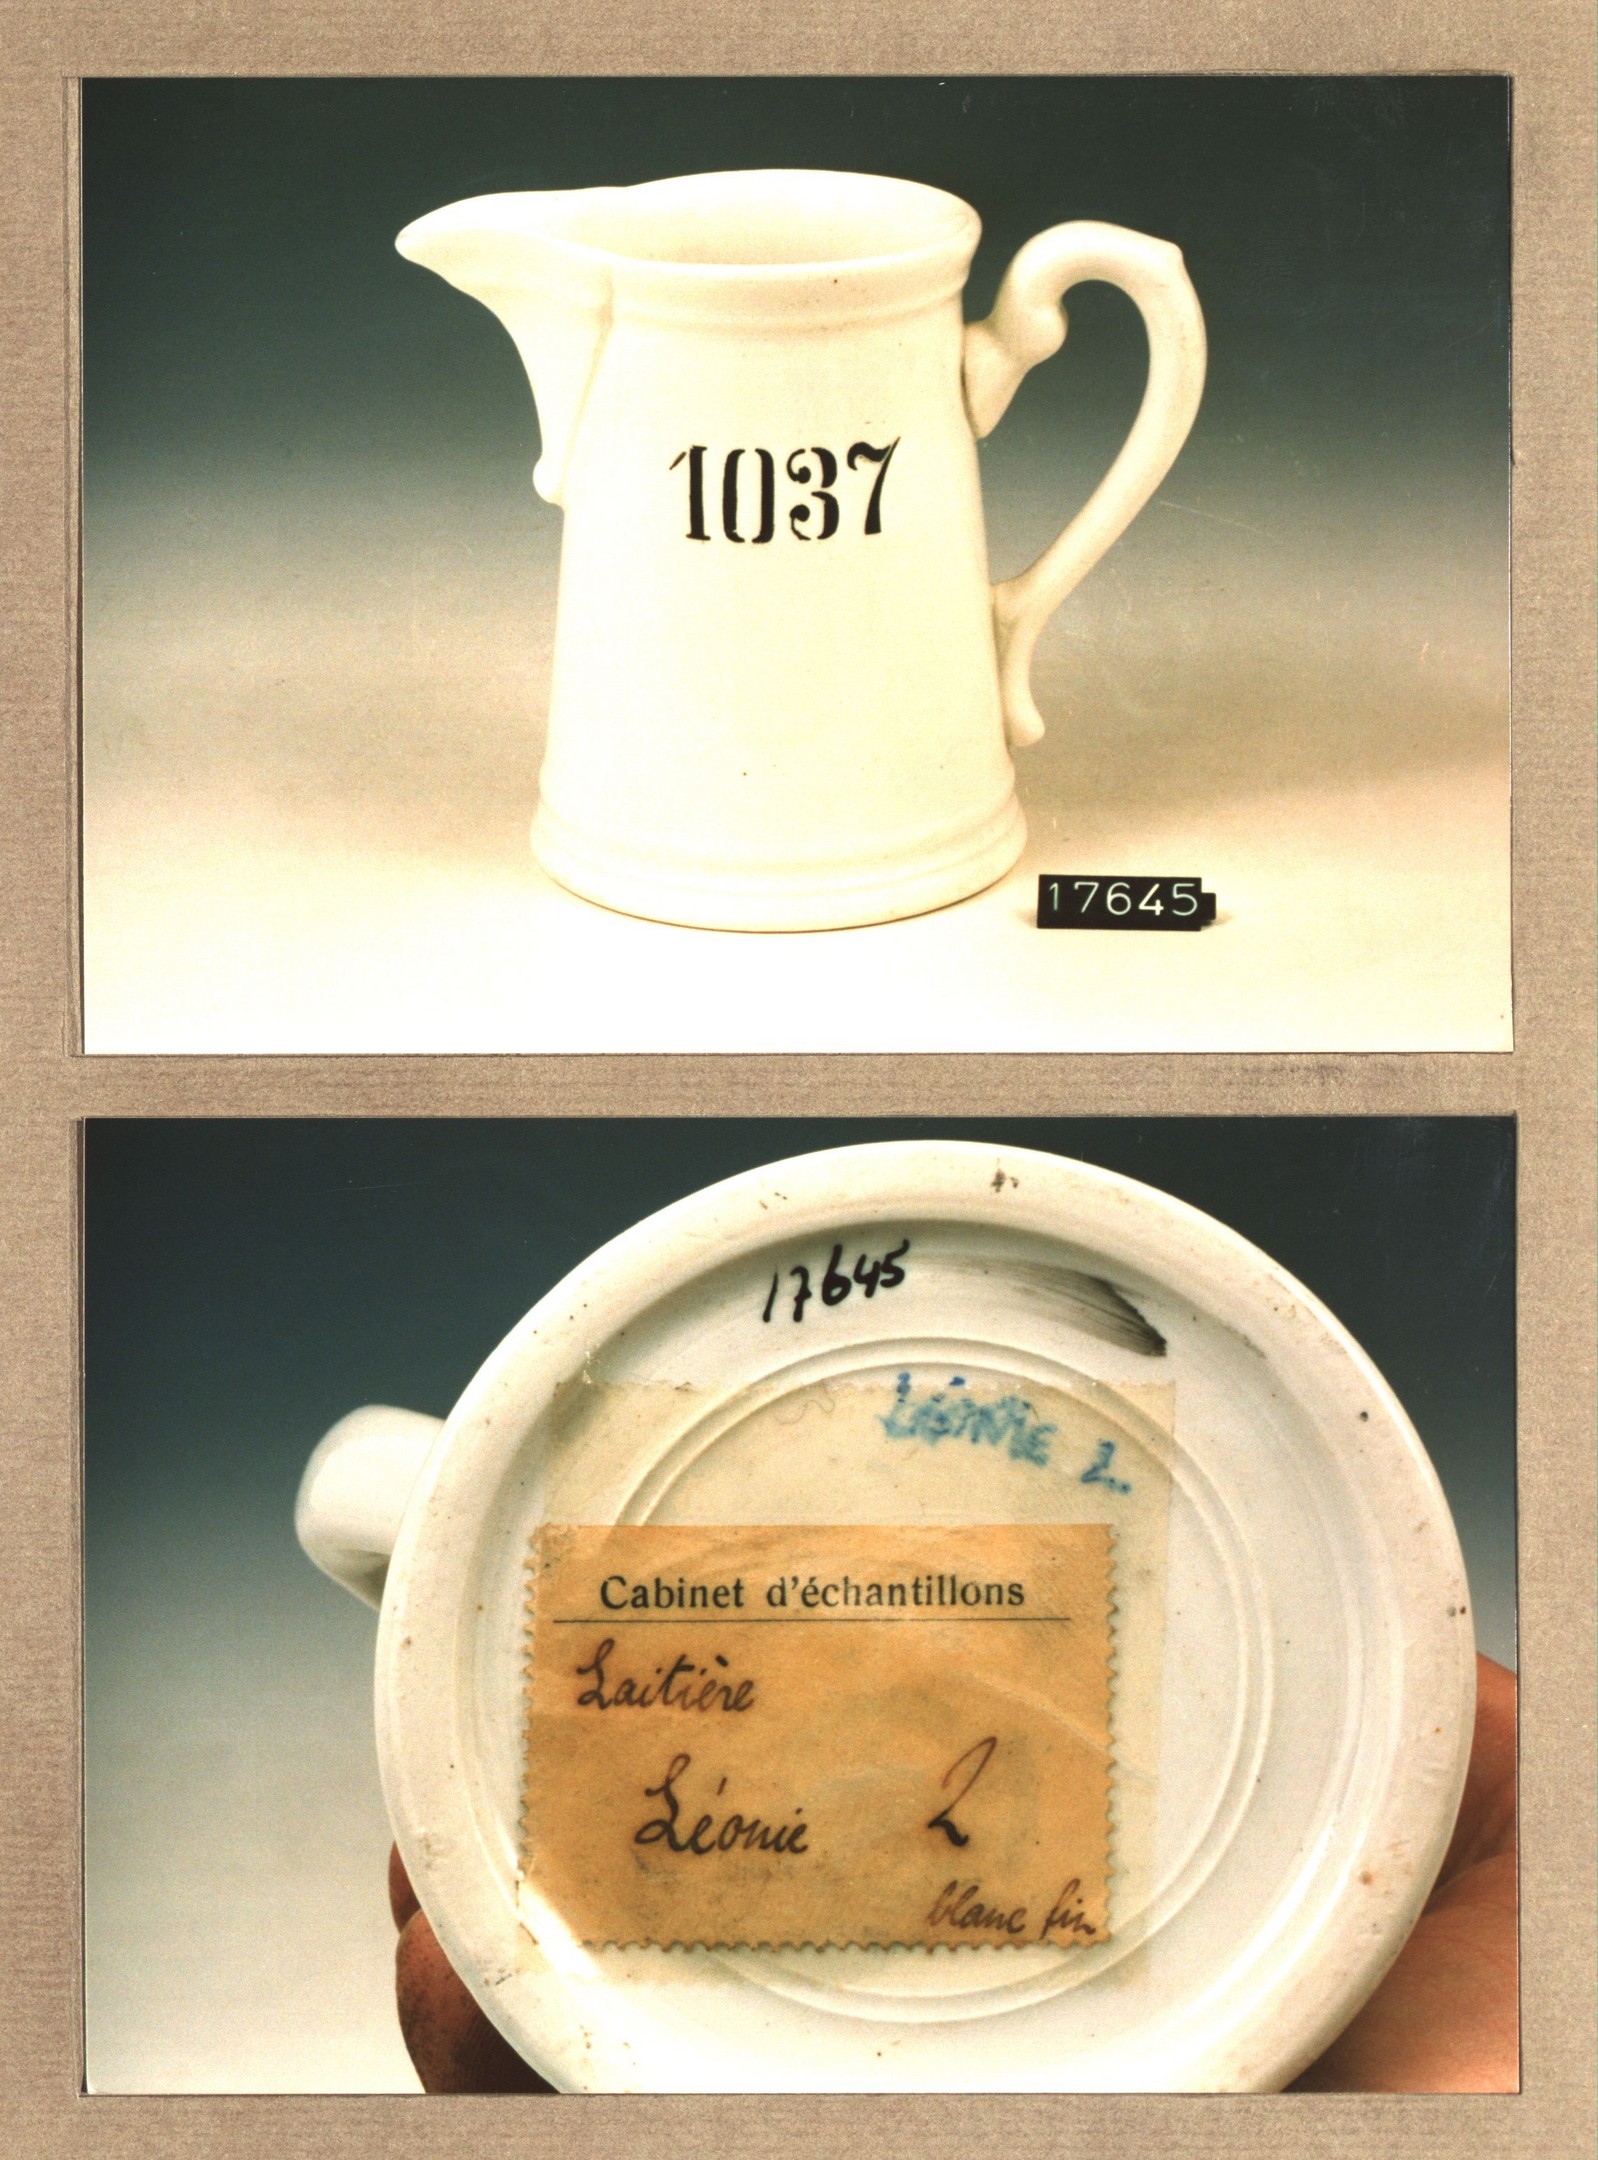 1037
17645
17645
LÉONIE 2.
Cabinet d'échantillons
Laitière
Léonie 2
blanc fin